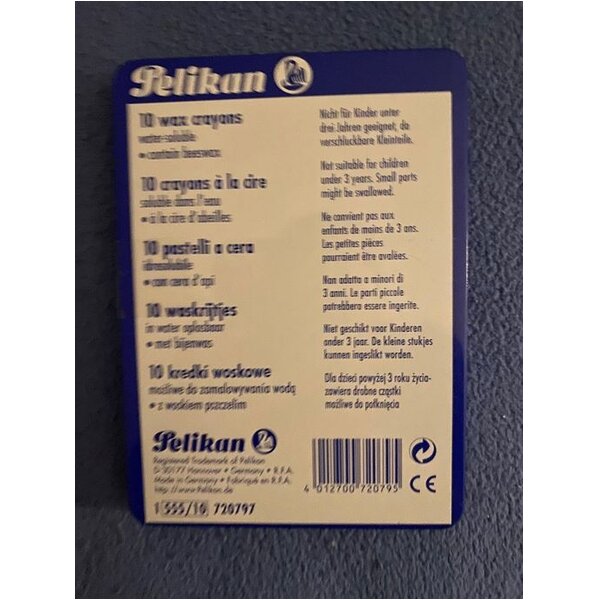 Pelikan
10 wax crayons
water-soluble
• contain beeswax
10 crayons à la cire
soluble dans l'eau
• à la cire d'abeilles
10 pastelli a cera
idrosolubile
• con cera d'api
10 waskrijtjes
in water oplosbaar
• met bijenwas
10 kredki woskowe
możliwe do zamalowywania wodą
• z woskiem pszczelim
Nicht für Kinder unter
drei Jahren geeignet, da
verschluckbare Kleinteile.
Not suitable for children
under 3 years. Small parts
might be swallowed.
Ne convient pas aux
enfants de moins de 3 ans.
Les petites pièces
pourraient être avalées.
Non adatta a minori di
3 anni. Le parti piccole
potrebbero essere ingerite.
Niet geschikt voor Kinderen
onder 3 jaar. De kleine stukjes
kunnen ingeslikt worden.
Dla dzieci powyżej 3 roku życia-
zawiera drobne cząstki
możliwe do połknięcia
Pelikan
Registered Trademark of Pelikan
D-30177 Hannover • Germany • R.F.A.
Made in Germany • Fabriqué en R.F.A.
http://www.Pelikan.de
1 555/10 720797
4 012700 720795
CE